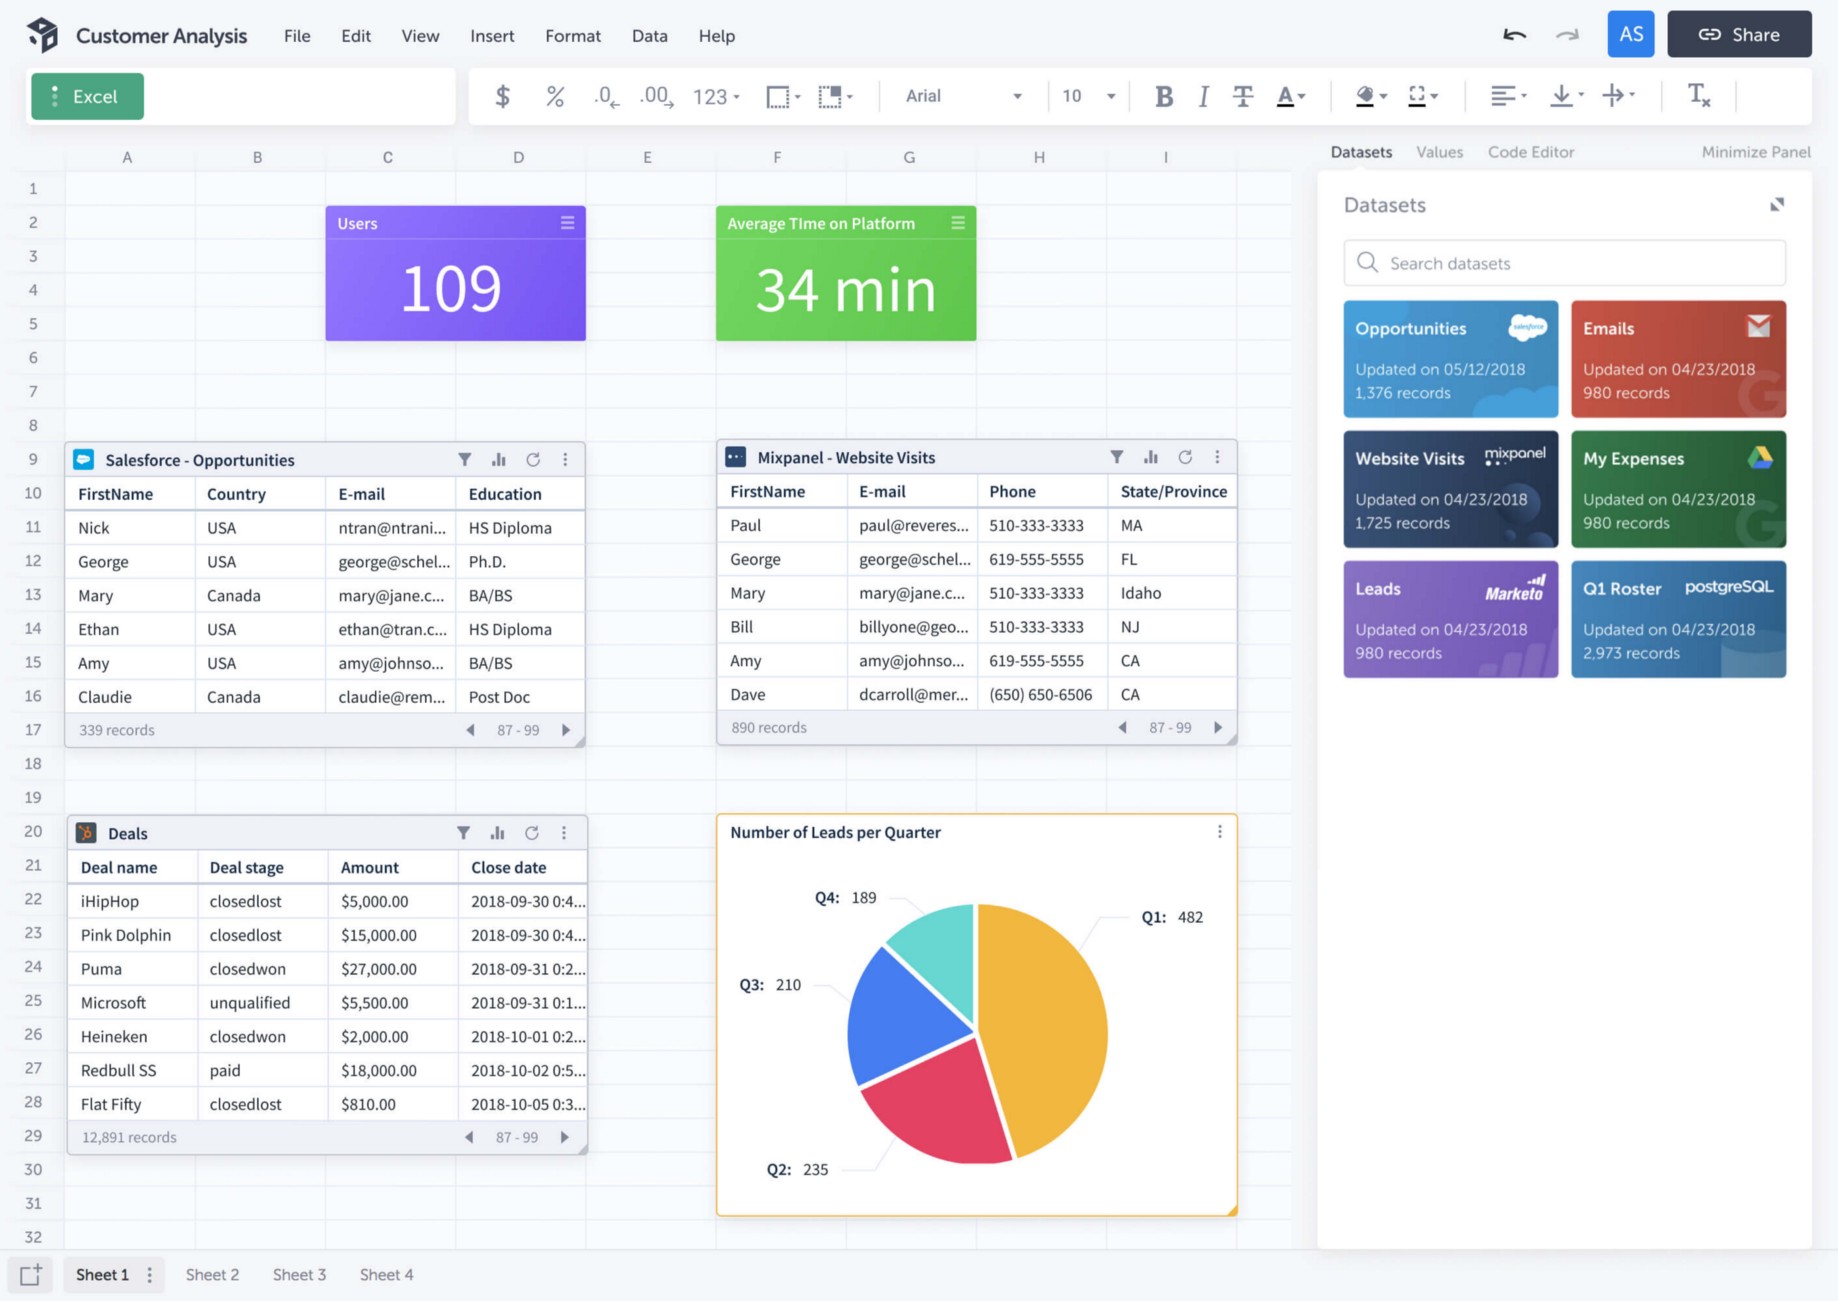 Customer Analysis File Edit View Insert Format Data Help AS Share
Excel $ % .0 .00 123 Arial 10 B I T A Tx
A B C D E F G H I
Datasets Values Code Editor Minimize Panel
1
2
3
4
5
6
7
8
9
10
11
12
13
14
15
16
17
18
19
20
21
22
23
24
25
26
27
28
29
30
31
32
Users
109
Average TIme on Platform
34 min
Salesforce - Opportunities
FirstName Country E-mail Education
Nick USA ntran@ntrani... HS Diploma
George USA george@schel... Ph.D.
Mary Canada mary@jane.c... BA/BS
Ethan USA ethan@tran.c... HS Diploma
Amy USA amy@johnso... BA/BS
Claudie Canada claudie@rem... Post Doc
339 records 87 - 99
Mixpanel - Website Visits
FirstName E-mail Phone State/Province
Paul paul@reveres... 510-333-3333 MA
George george@schel... 619-555-5555 FL
Mary mary@jane.c... 510-333-3333 Idaho
Bill billyone@geo... 510-333-3333 NJ
Amy amy@johnso... 619-555-5555 CA
Dave dcarroll@mer... (650) 650-6506 CA
890 records 87 - 99
Deals
Deal name Deal stage Amount Close date
iHipHop closedlost $5,000.00 2018-09-30 0:4...
Pink Dolphin closedlost $15,000.00 2018-09-30 0:4...
Puma closedwon $27,000.00 2018-09-31 0:2...
Microsoft unqualified $5,500.00 2018-09-31 0:1...
Heineken closedwon $2,000.00 2018-10-01 0:2...
Redbull SS paid $18,000.00 2018-10-02 0:5...
Flat Fifty closedlost $810.00 2018-10-05 0:3...
12,891 records 87 - 99
Number of Leads per Quarter
Q4: 189
Q1: 482
Q3: 210
Q2: 235
Datasets
Search datasets
Opportunities salesforce
Updated on 05/12/2018
1,376 records
Emails
Updated on 04/23/2018
980 records
G
Website Visits mixpanel
Updated on 04/23/2018
1,725 records
My Expenses
Updated on 04/23/2018
980 records
G
Leads Marketo
Updated on 04/23/2018
980 records
Q1 Roster postgreSQL
Updated on 04/23/2018
2,973 records
Sheet 1 Sheet 2 Sheet 3 Sheet 4